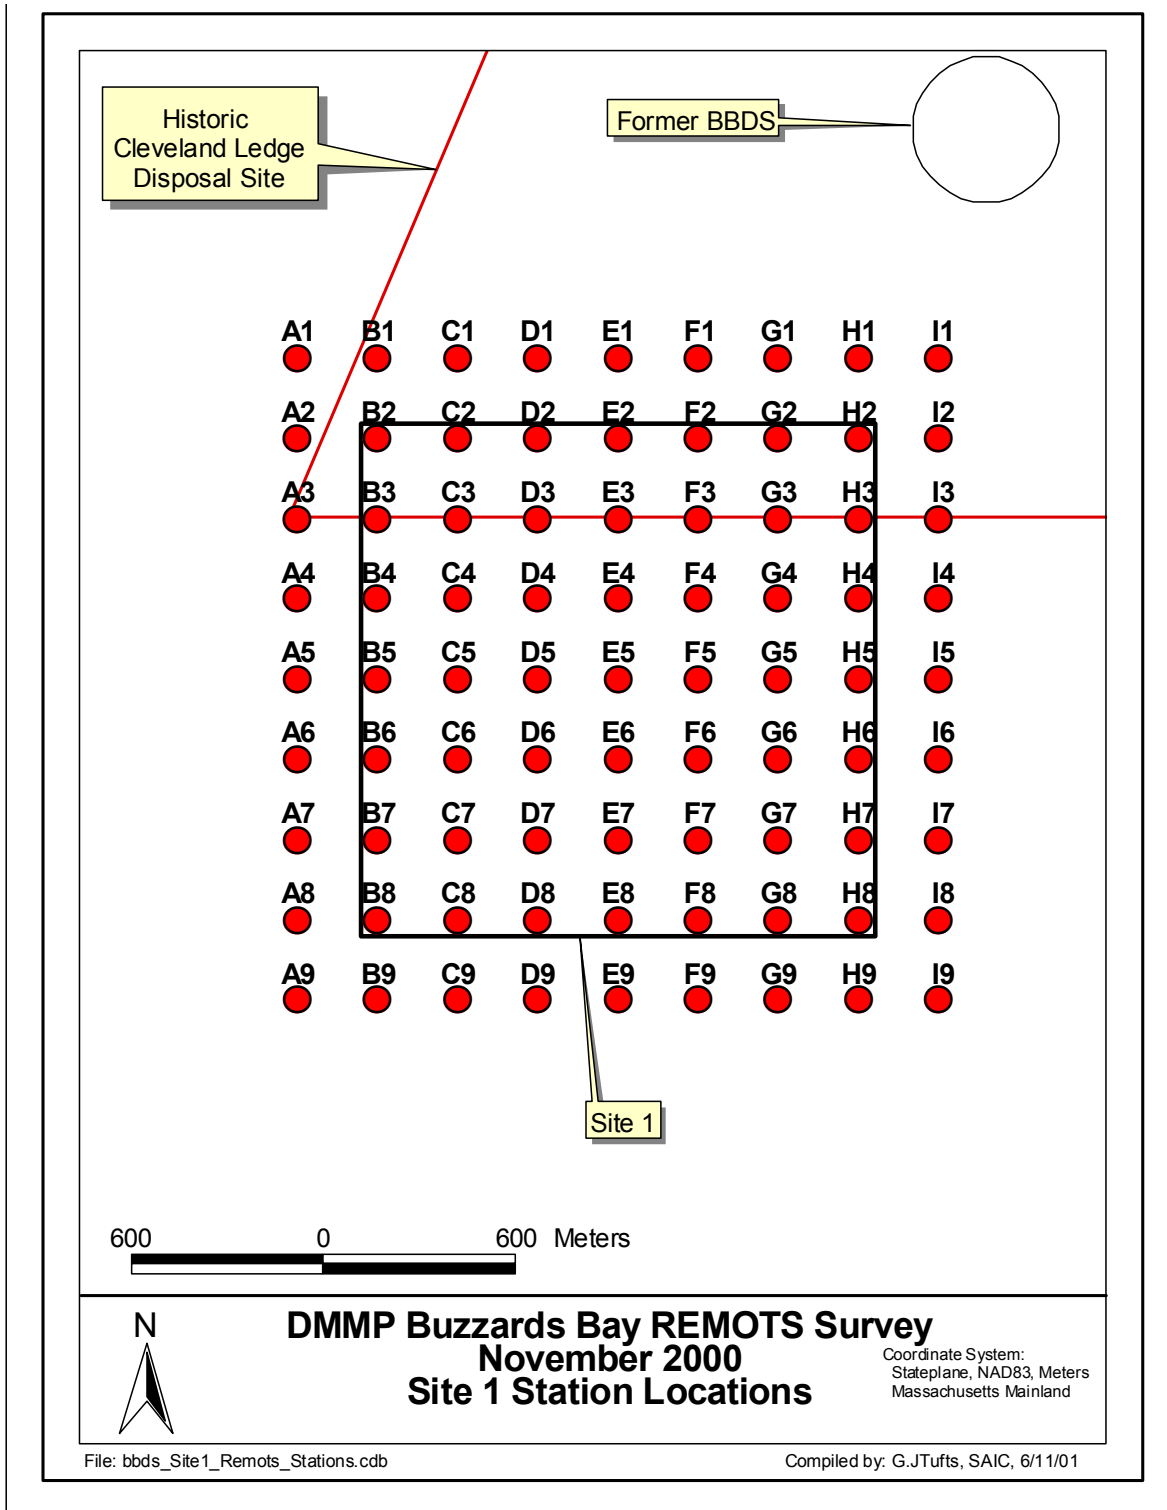 Historic
Cleveland Ledge
Disposal Site
Former BBDS
A1 B1 C1 D1 E1 F1 G1 H1 I1
A2 B2 C2 D2 E2 F2 G2 H2 I2
A3 B3 C3 D3 E3 F3 G3 H3 I3
A4 B4 C4 D4 E4 F4 G4 H4 I4
A5 B5 C5 D5 E5 F5 G5 H5 I5
A6 B6 C6 D6 E6 F6 G6 H6 I6
A7 B7 C7 D7 E7 F7 G7 H7 I7
A8 B8 C8 D8 E8 F8 G8 H8 I8
A9 B9 C9 D9 E9 F9 G9 H9 I9
Site 1
600 0 600 Meters
N
DMMP Buzzards Bay REMOTS Survey
November 2000
Site 1 Station Locations
Coordinate System:
Stateplane, NAD83, Meters
Massachusetts Mainland
File: bbds_Site1_Remots_Stations.cdb
Compiled by: G.JTufts, SAIC, 6/11/01